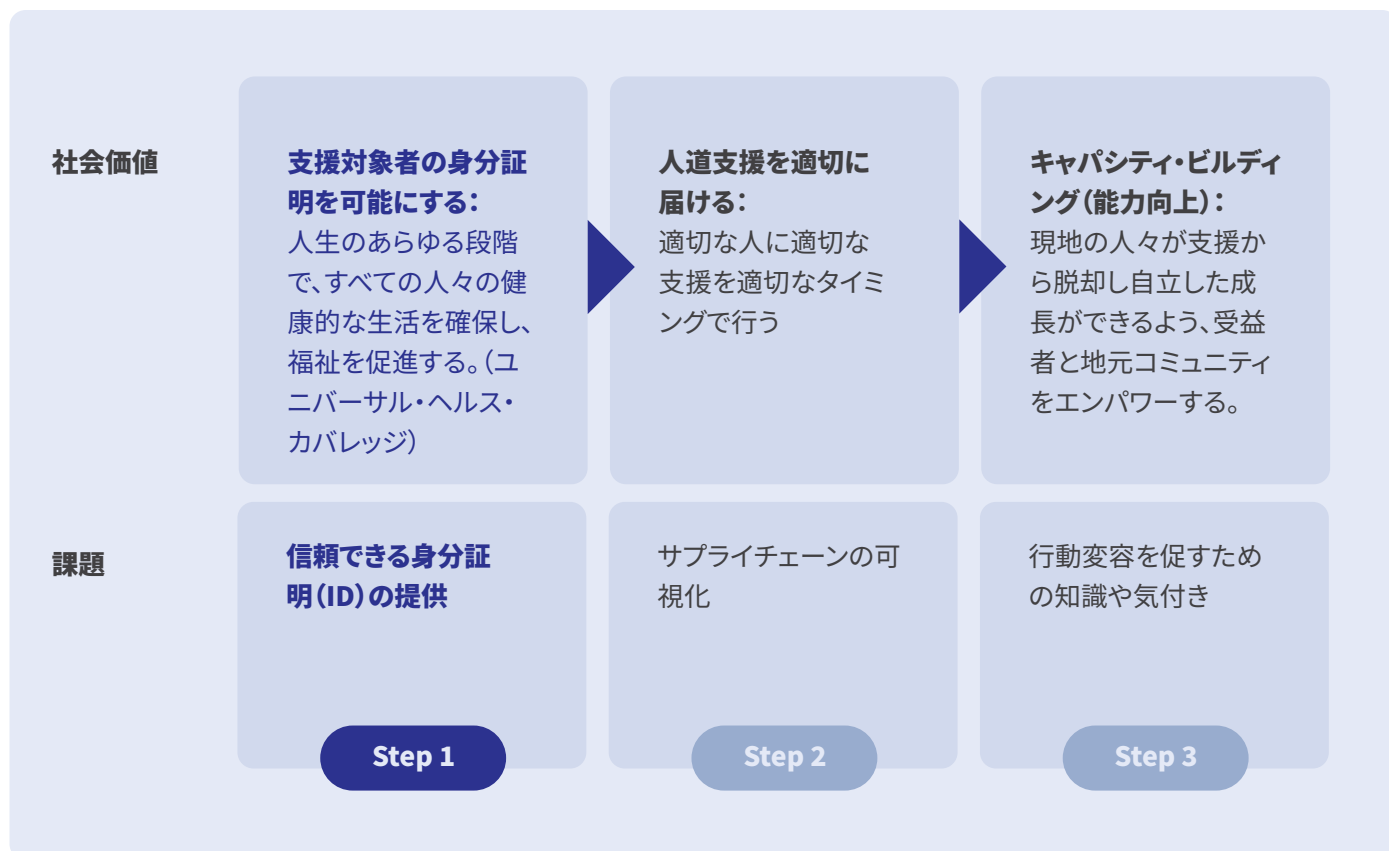 社会価値
支援対象者の身分証
明を可能にする：
人生のあらゆる段階
で、すべての人々の健
康的な生活を確保し、
福祉を促進する。（ユ
ニバーサル・ヘルス・
カバレッジ）
人道支援を適切に
届ける：
適切な人に適切な
支援を適切なタイミ
ングで行う
キャパシティ・ビルディ
ング（能力向上）：
現地の人々が支援か
ら脱却し自立した成
長ができるよう、受益
者と地元コミュニティ
をエンパワーする。
課題
信頼できる身分証
明（ID）の提供
サプライチェーンの可
視化
行動変容を促すため
の知識や気付き
Step 1
Step 2
Step 3